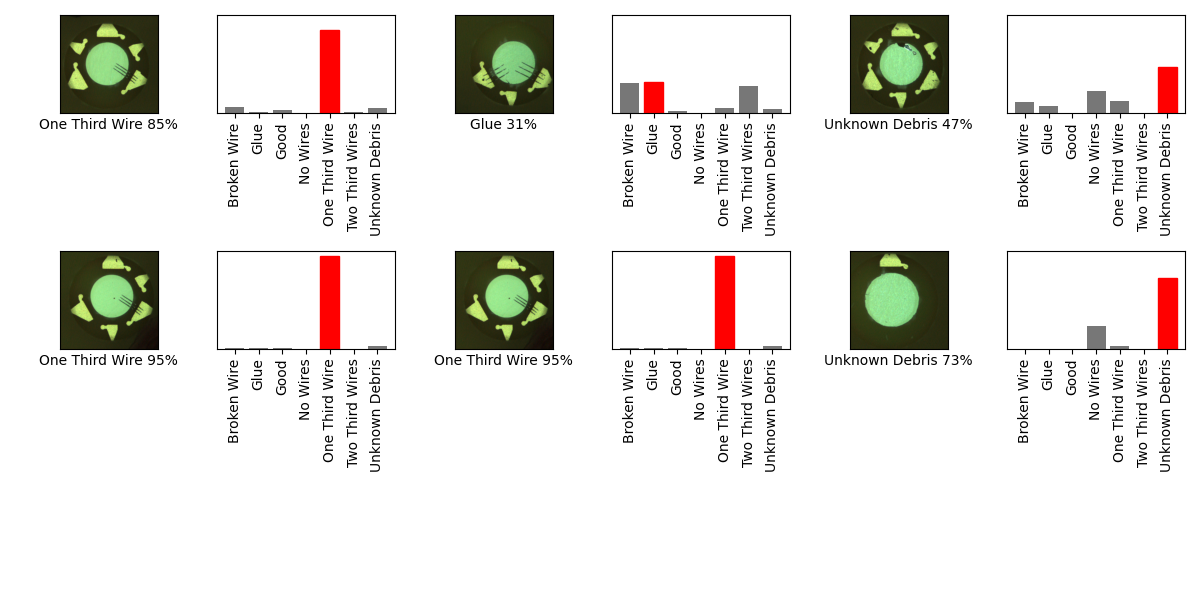 One Third Wire 85%
Broken Wire
Glue
Good
No Wires
One Third Wire
Two Third Wires
Unknown Debris
Glue 31%
Broken Wire
Glue
Good
No Wires
One Third Wire
Two Third Wires
Unknown Debris
Unknown Debris 47%
Broken Wire
Glue
Good
No Wires
One Third Wire
Two Third Wires
Unknown Debris
One Third Wire 95%
Broken Wire
Glue
Good
No Wires
One Third Wire
Two Third Wires
Unknown Debris
One Third Wire 95%
Broken Wire
Glue
Good
No Wires
One Third Wire
Two Third Wires
Unknown Debris
Unknown Debris 73%
Broken Wire
Glue
Good
No Wires
One Third Wire
Two Third Wires
Unknown Debris